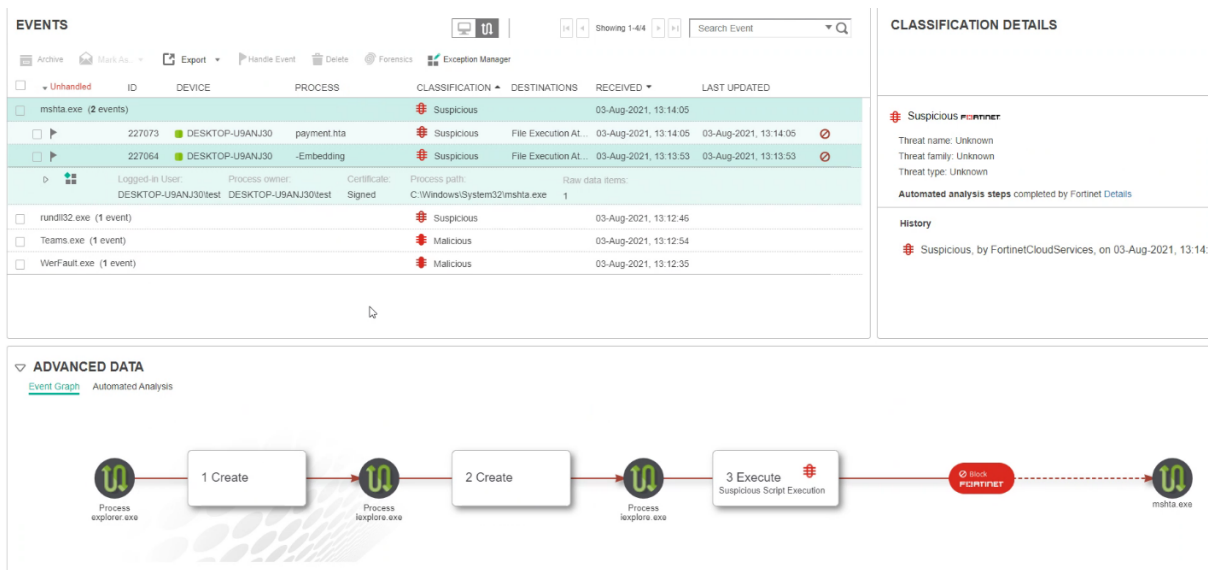 EVENTS
Showing 1-4/4
Search Event
Archive Mark As... Export Handle Event Delete Forensics Exception Manager
Unhandled ID DEVICE PROCESS CLASSIFICATION DESTINATIONS RECEIVED LAST UPDATED
mshta.exe (2 events) Suspicious 03-Aug-2021, 13:14:05
227073 DESKTOP-U9ANJ30 payment.hta Suspicious File Execution At... 03-Aug-2021, 13:14:05 03-Aug-2021, 13:14:05
227064 DESKTOP-U9ANJ30 -Embedding Suspicious File Execution At... 03-Aug-2021, 13:13:53 03-Aug-2021, 13:13:53
Logged-in User: Process owner: Certificate: Process path: Raw data items:
DESKTOP-U9ANJ30\test DESKTOP-U9ANJ30\test Signed C:\Windows\System32\mshta.exe 1
rundll32.exe (1 event) Suspicious 03-Aug-2021, 13:12:46
Teams.exe (1 event) Malicious 03-Aug-2021, 13:12:54
WerFault.exe (1 event) Malicious 03-Aug-2021, 13:12:35
CLASSIFICATION DETAILS
Suspicious FORTINET
Threat name: Unknown
Threat family: Unknown
Threat type: Unknown
Automated analysis steps completed by Fortinet Details
History
Suspicious, by FortinetCloudServices, on 03-Aug-2021, 13:14:
ADVANCED DATA
Event Graph Automated Analysis
Process
explorer.exe
1 Create
Process
iexplore.exe
2 Create
Process
iexplore.exe
3 Execute
Suspicious Script Execution
Block
FORTINET
mshta.exe